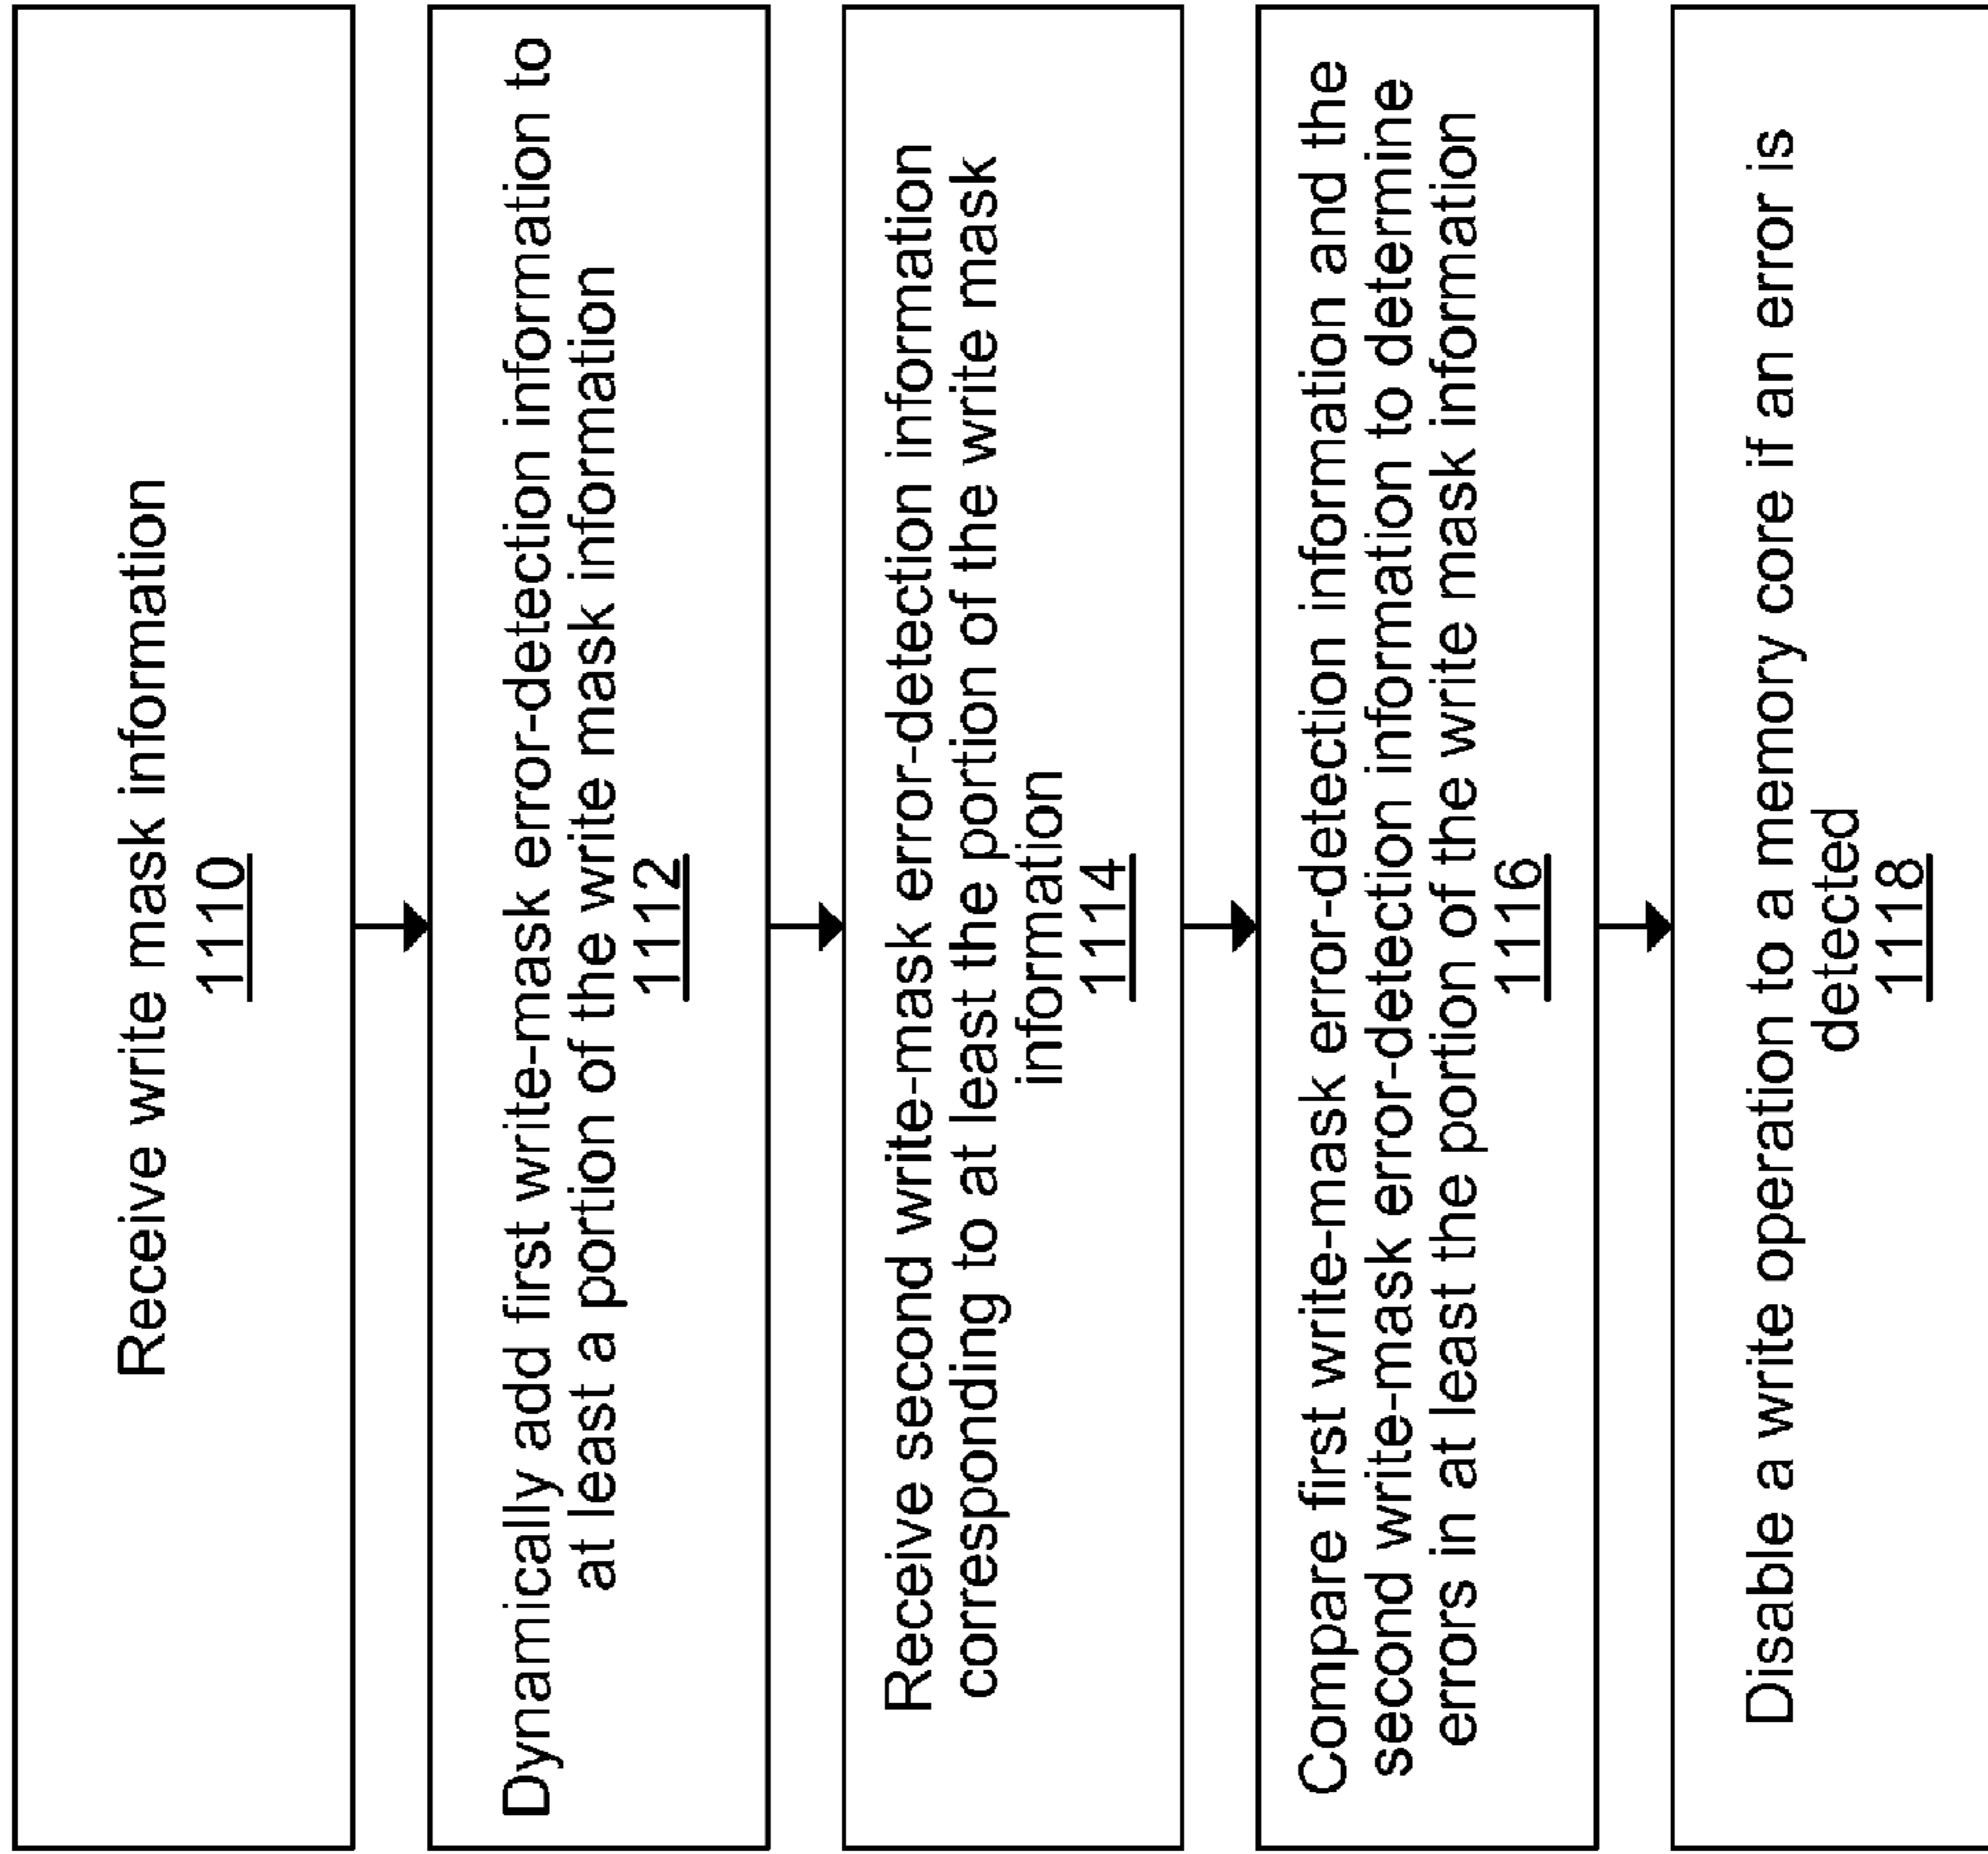 Receive write mask information
1110
Dynamically add first write-mask error-detection information to
at least a portion of the write mask information
1112
Receive second write-mask error-detection information
corresponding to at least the portion of the write mask
information
1114
Compare first write-mask error-detection information and the
second write-mask error-detection information to determine
errors in at least the portion of the write mask information
1116
Disable a write operation to a memory core if an error is
detected
1118